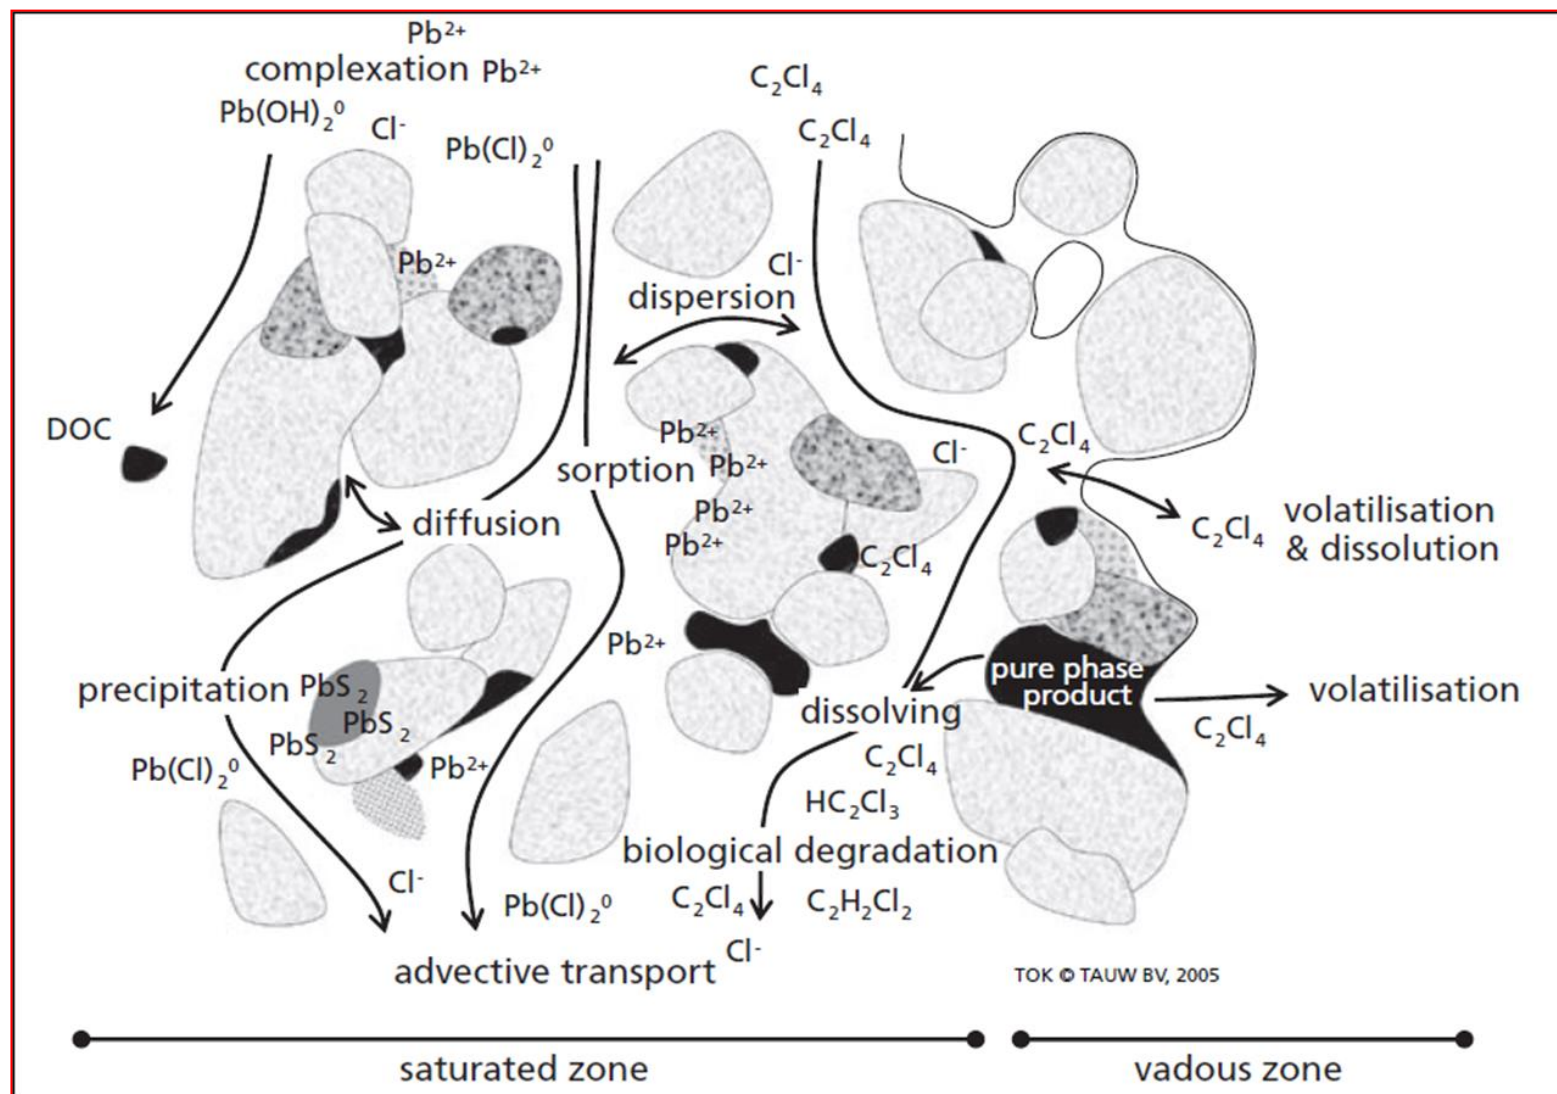 Pb²⁺
complexation Pb²⁺
Pb(OH)₂⁰
Cl⁻
Pb(Cl)₂⁰
C₂Cl₄
C₂Cl₄
Pb²⁺
Cl⁻
dispersion
DOC
Pb²⁺
sorption Pb²⁺
Pb²⁺
Pb²⁺
Cl⁻
C₂Cl₄
diffusion
C₂Cl₄
C₂Cl₄
volatilisation
& dissolution
Pb²⁺
precipitation PbS₂
PbS₂
PbS₂
Pb(Cl)₂⁰
Pb²⁺
dissolving
pure phase
product
volatilisation
C₂Cl₄
C₂Cl₄
HC₂Cl₃
biological degradation
Cl⁻
Pb(Cl)₂⁰
C₂Cl₄
C₂H₂Cl₂
Cl⁻
advective transport
TOK © TAUW BV, 2005
saturated zone
vadous zone